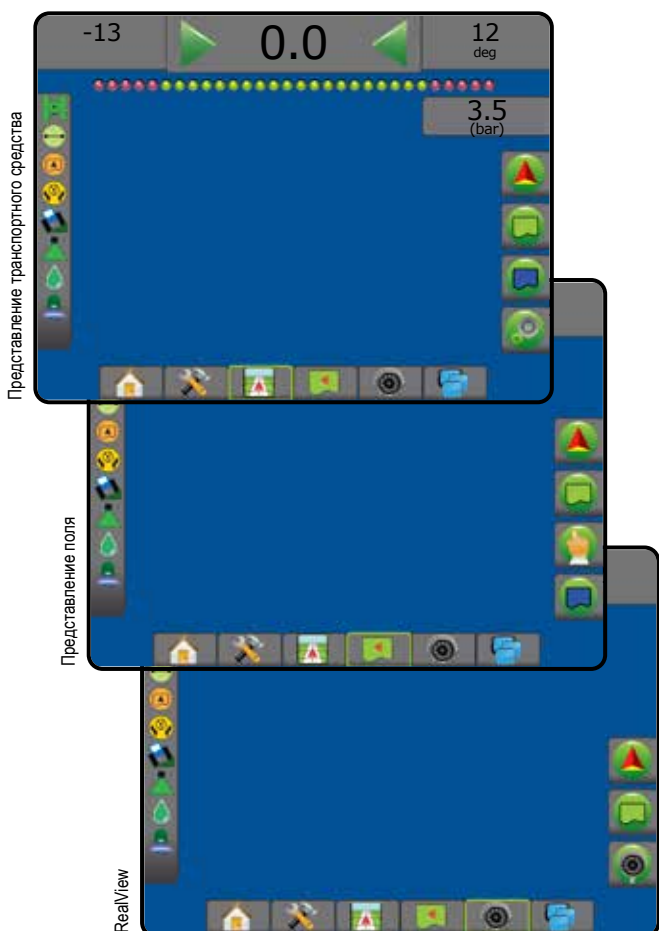 -13
0.0
12
deg
3.5
(bar)
Представление транспортного средства
Представление поля
RealView